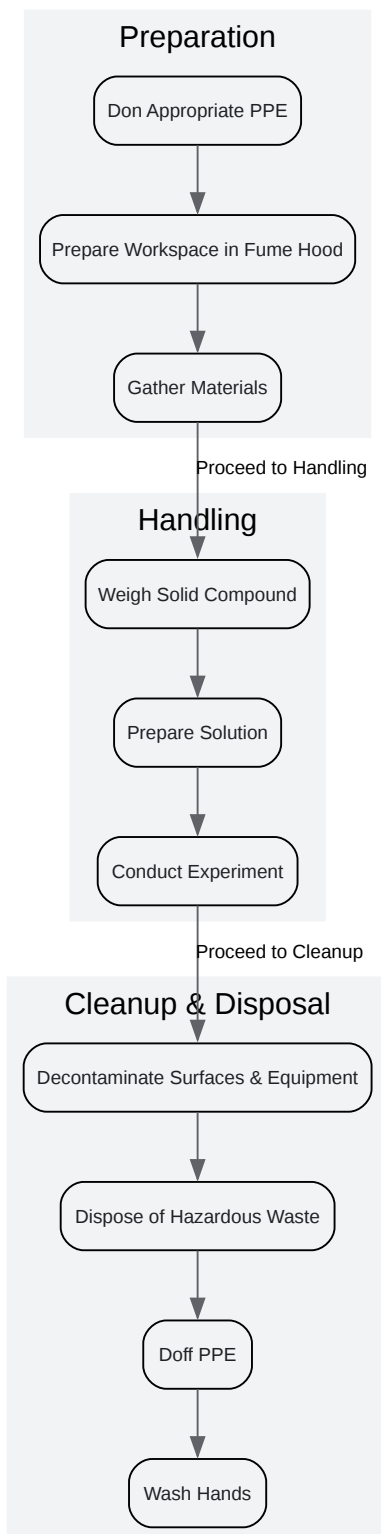 Preparation
Don Appropriate PPE
Prepare Workspace in Fume Hood
Gather Materials
Proceed to Handling
Handling
Weigh Solid Compound
Prepare Solution
Conduct Experiment
Proceed to Cleanup
Cleanup & Disposal
Decontaminate Surfaces & Equipment
Dispose of Hazardous Waste
Doff PPE
Wash Hands